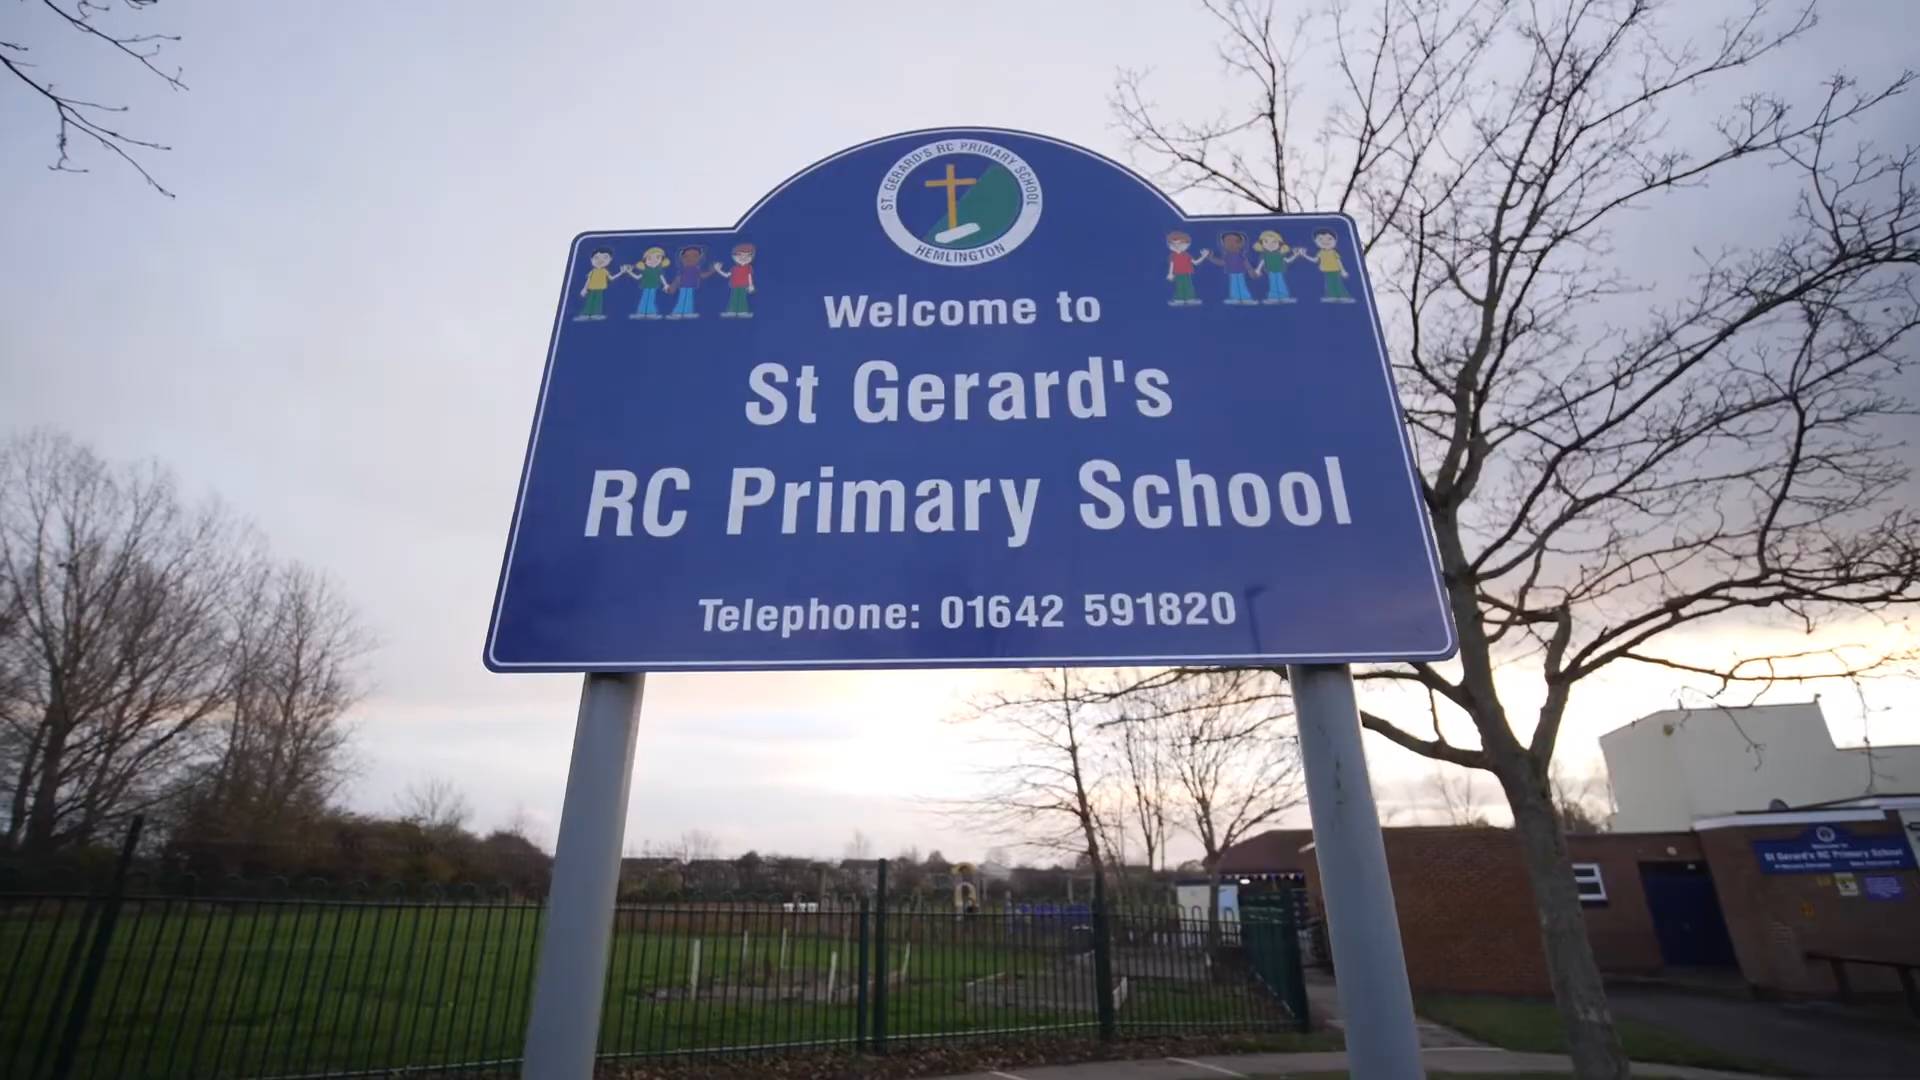 ST. GERARD'S RC PRIMARY SCHOOL
HEMLINGTON
Welcome to
St Gerard's
RC Primary School
Telephone: 01642 591820
Welcome to
St Gerard's RC Primary School